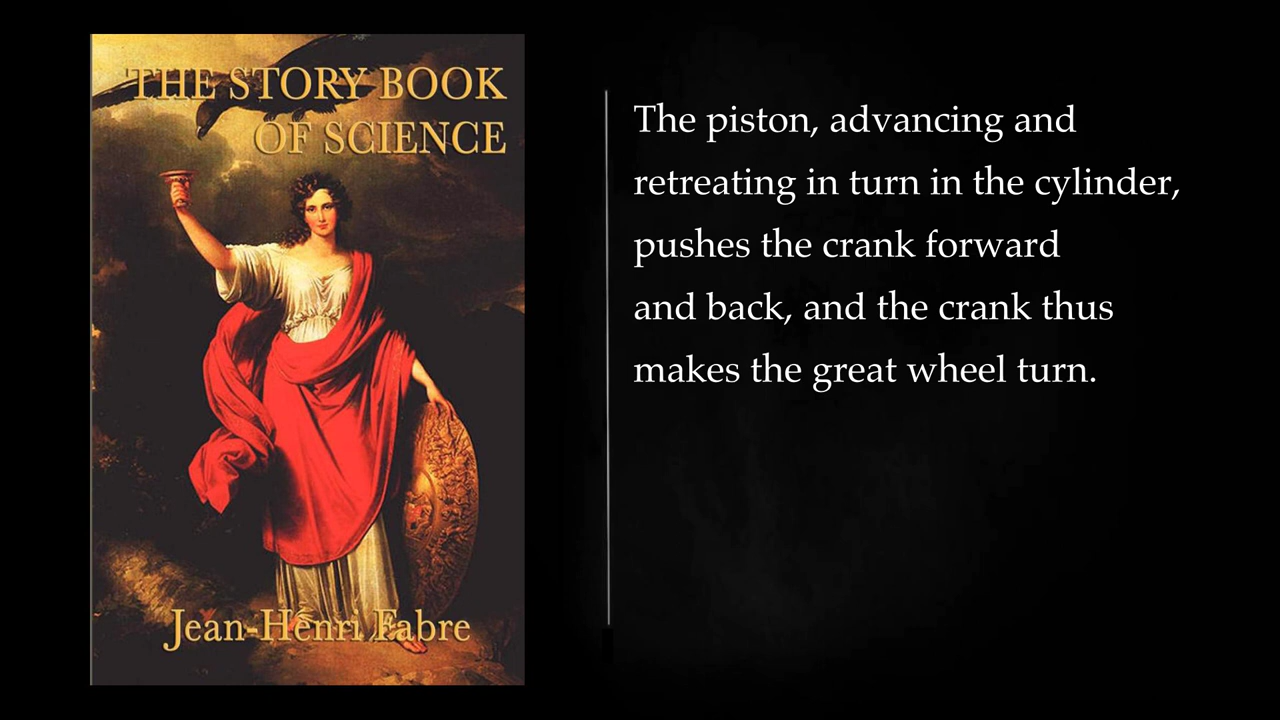 THE STORY BOOK
OF SCIENCE
Jean-Henri Fabre
The piston, advancing and
retreating in turn in the cylinder,
pushes the crank forward
and back, and the crank thus
makes the great wheel turn.